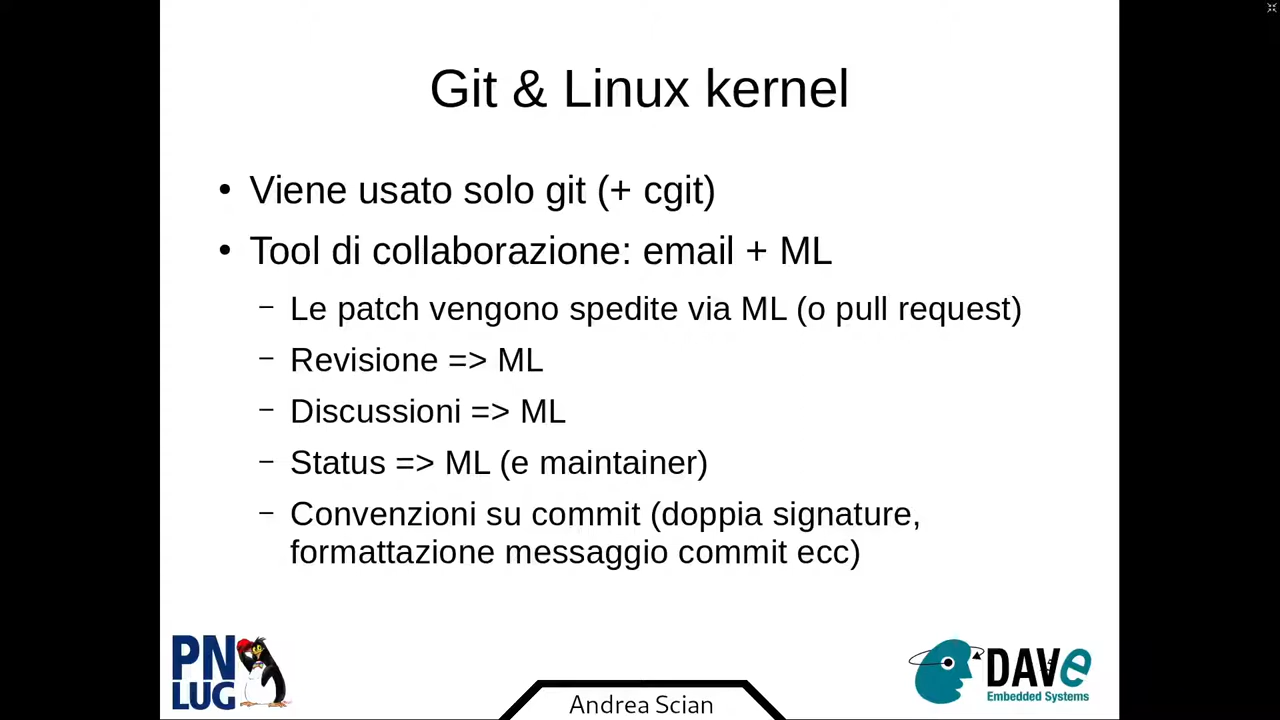 Git & Linux kernel
• Viene usato solo git (+ cgit)
• Tool di collaborazione: email + ML
– Le patch vengono spedite via ML (o pull request)
– Revisione => ML
– Discussioni => ML
– Status => ML (e maintainer)
– Convenzioni su commit (doppia signature,
formattazione messaggio commit ecc)
PN
LUG
DAVe
Embedded Systems
Andrea Scian